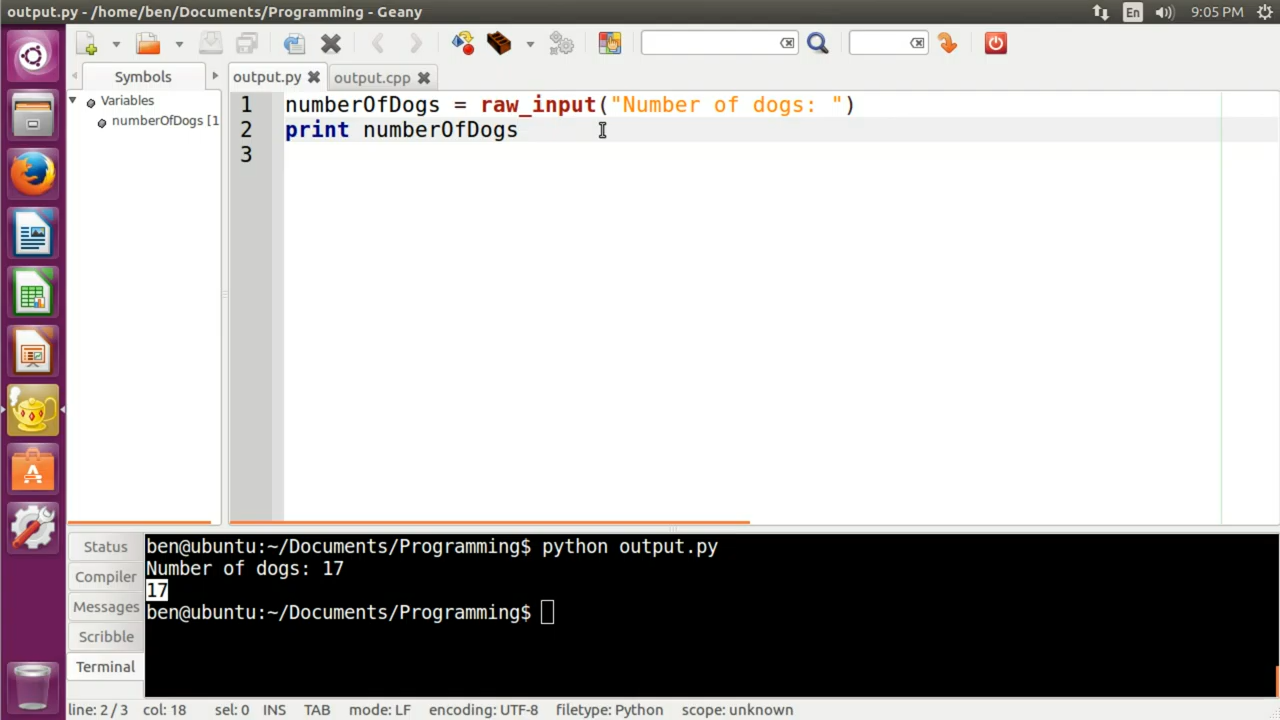 output.py - /home/ben/Documents/Programming - Geany
En
9:05 PM
Symbols
output.py
output.cpp
Variables
numberOfDogs [1
1 numberOfDogs = raw_input("Number of dogs: ")
2 print numberOfDogs
3
Status
Compiler
Messages
Scribble
Terminal
ben@ubuntu:~/Documents/Programming$ python output.py
Number of dogs: 17
17
ben@ubuntu:~/Documents/Programming$
line: 2 / 3 col: 18 sel: 0 INS TAB mode: LF encoding: UTF-8 filetype: Python scope: unknown